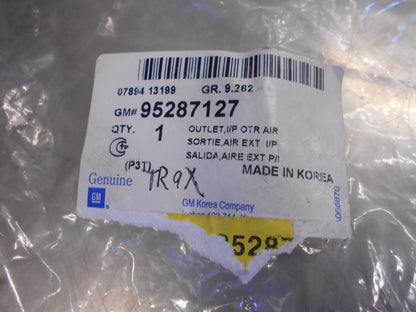 07894 13199 GR. 9.262
GM# 95287127
QTY. 1 OUTLET,I/P OTR AIR
SORTIE,AIR EXT I/P
SALIDA,AIRE EXT P/I
(P3T) MADE IN KOREA
Genuine TRAX
GM
GM Korea Company
9528